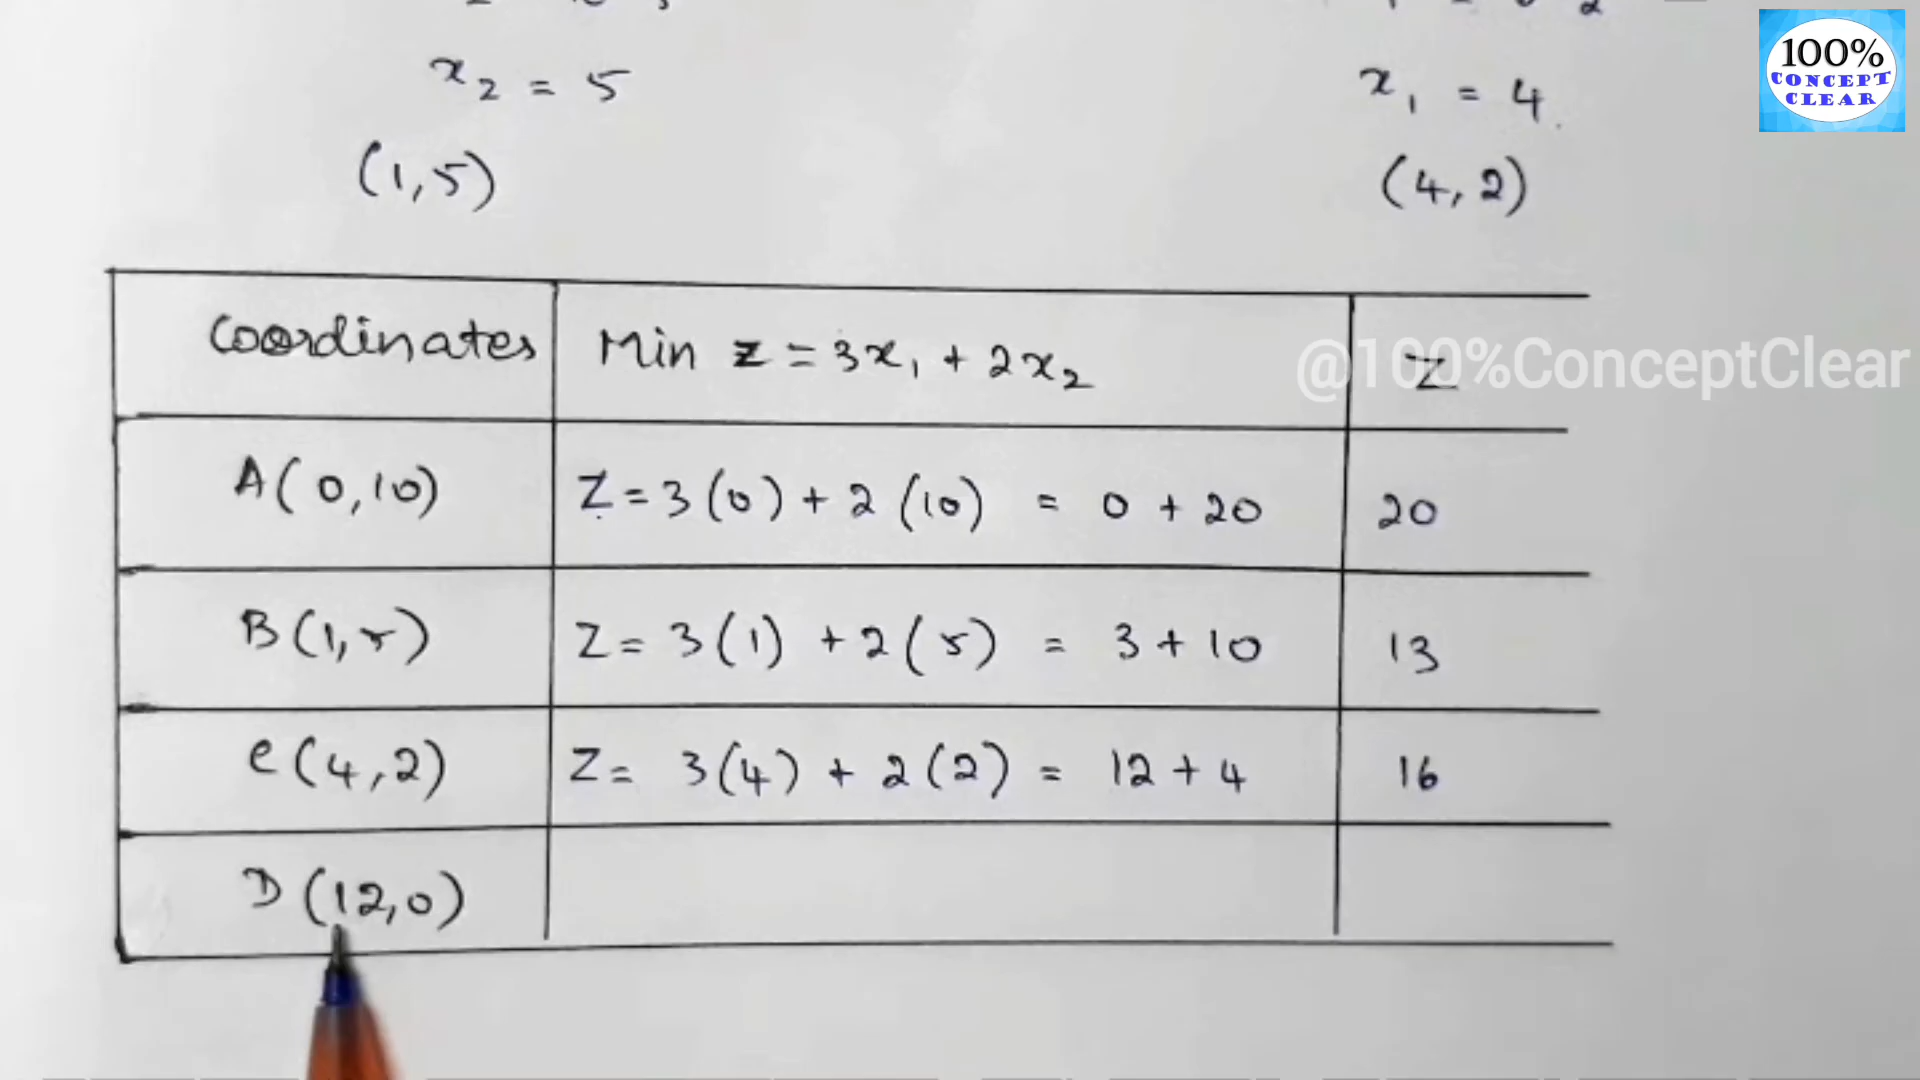 100%
CONCEPT
CLEAR
x₂ = 5
x₁ = 4
(1,5)
(4,2)
Coordinates Min z = 3x₁ + 2x₂ Z
@100%ConceptClear
A(0,10) Z = 3(0) + 2(10) = 0 + 20 20
B(1,5) Z = 3(1) + 2(5) = 3 + 10 13
C(4,2) Z = 3(4) + 2(2) = 12 + 4 16
D(12,0)